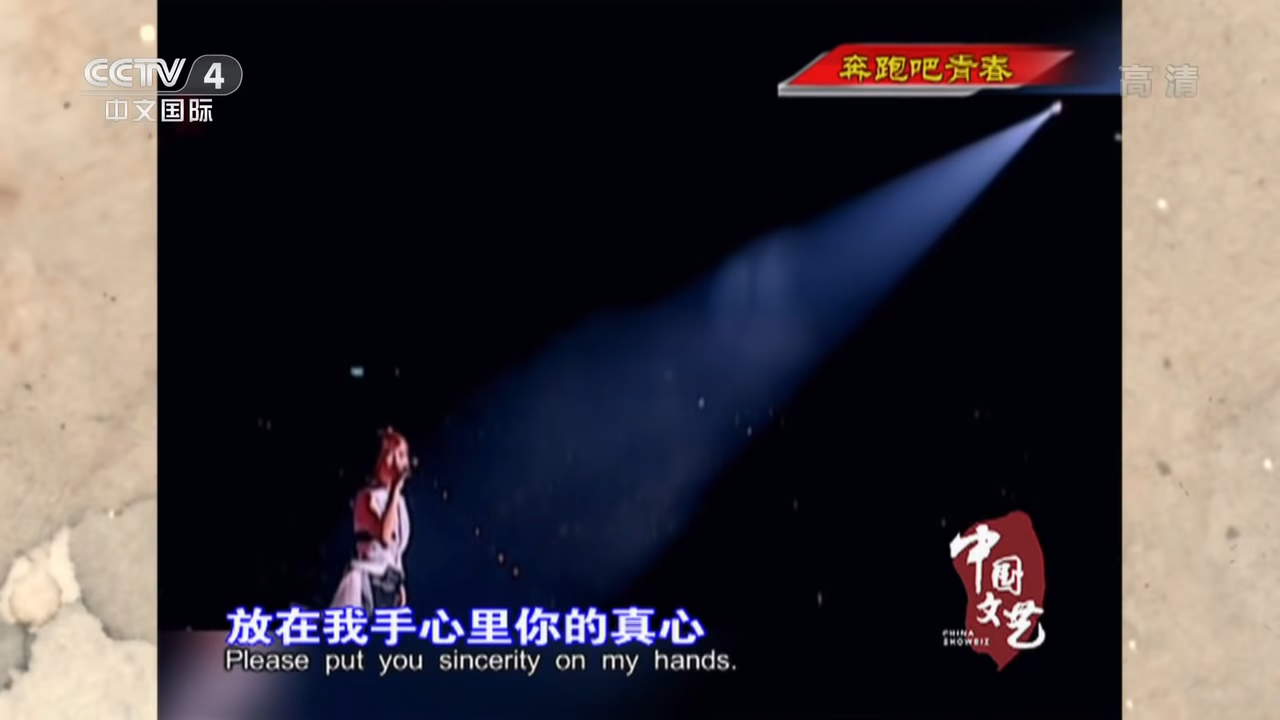 CCTV 4
中文国际
奔跑吧青春
高清
中国文艺
CHINA
SHOWBIZ
放在我手心里你的真心
Please put you sincerity on my hands.